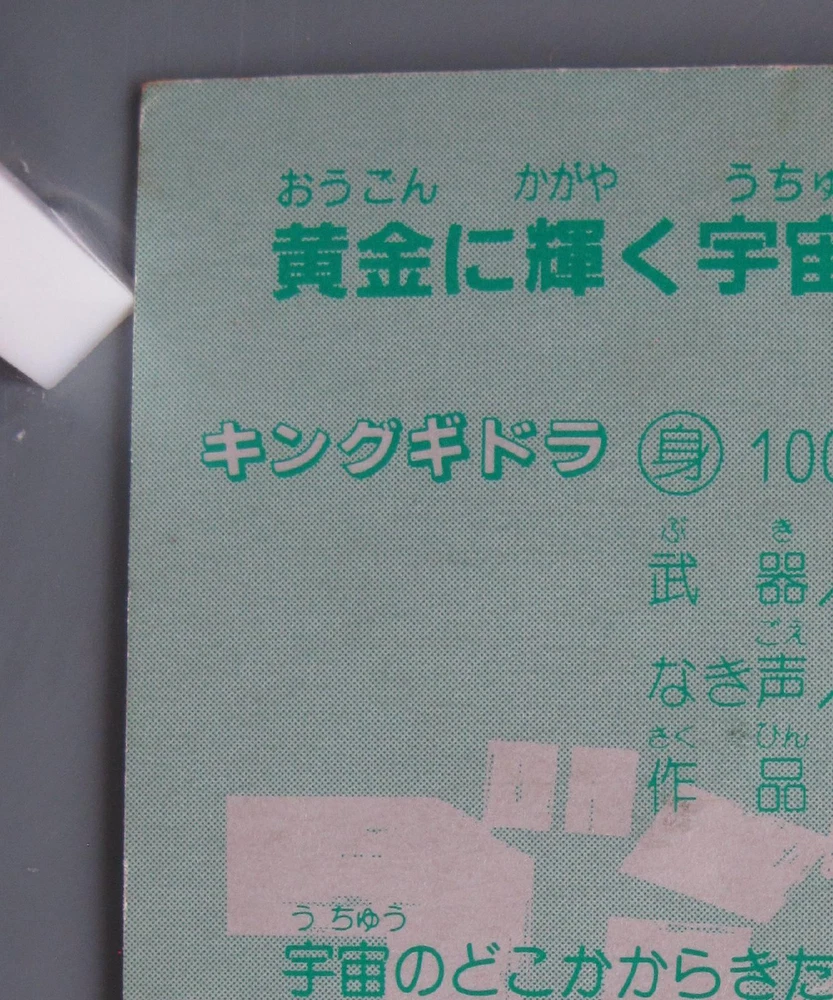 おうごん かがや うちゅ
黄金に輝く宇宙
キングギドラ 身 100
ぶ き
武 器
ごえ
なき声
さく ひん
作 品
うちゅう
宇宙のどこかからきた